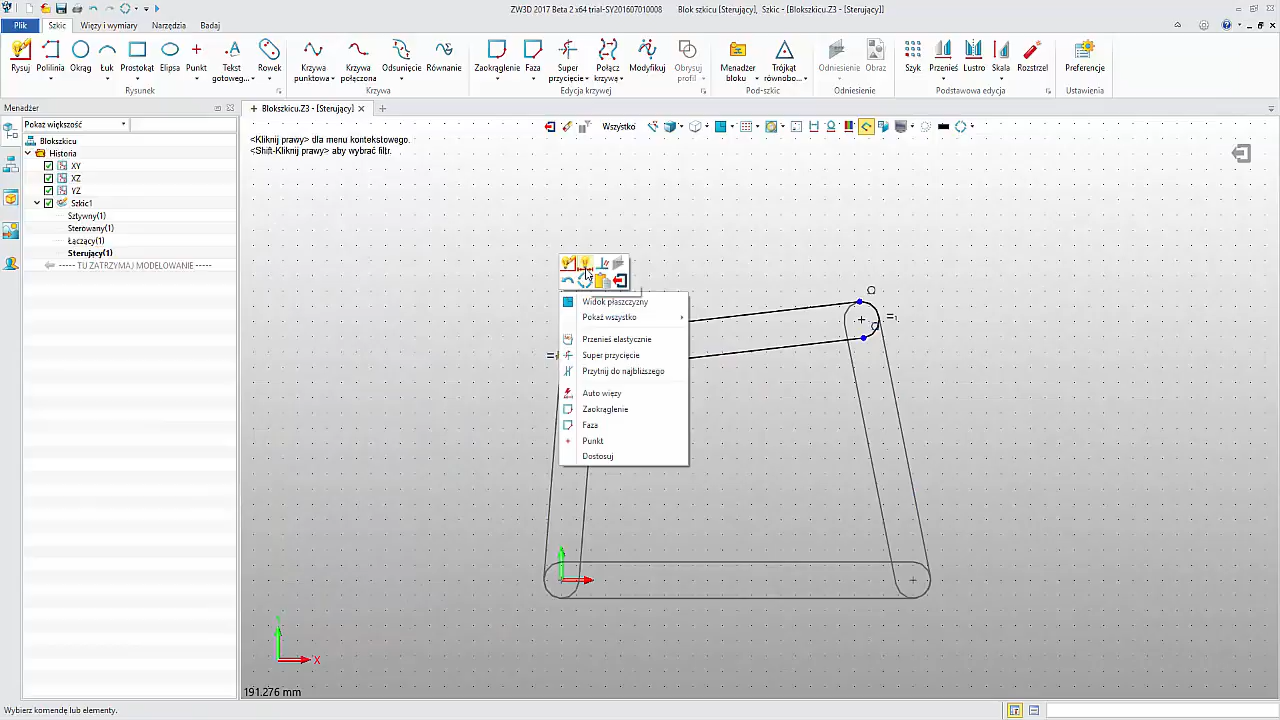 ZW3D 2017 Beta 2 x64 trial-SY201607010008 Blok szkicu [Sterujący], Szkic - [Blokszkicu.Z3 - [Sterujący]]
Plik Szkic Więzy i wymiary Narzędzia Badaj
Rysuj Polilinia Okrąg Łuk Prostokąt Elipsa Punkt Tekst gotoweg... Rowek Krzywa punktowa Krzywa połączona Odsunięcie Równanie Zaokrąglenie Faza Super przycięcie Połącz krzywą Modyfikuj Obrysuj profil Menadżer bloku Trójkąt równobo... Odniesienie Obraz Szyk Przenieś Lustro Skala Rozstrzel Preferencje
Rysunek Krzywa Edycja krzywej Pod-szkic Odniesienie Podstawowa edycja Ustawienia
Menadżer
Blokszkicu.Z3 - [Sterujący]
Pokaż większość
Wszystko
Blokszkicu
Historia
XY
XZ
YZ
Szkic1
Sztywny(1)
Sterowany(1)
Łączący(1)
Sterujący(1)
----- TU ZATRZYMAJ MODELOWANIE -----
<Kliknij prawy> dla menu kontekstowego.
<Shift-Kliknij prawy> aby wybrać filtr.
Widok płaszczyzny
Pokaż wszystko
Przenieś elastycznie
Super przycięcie
Przytnij do najbliższego
Auto więzy
Zaokrąglenie
Faza
Punkt
Dostosuj
X
191.276 mm
Wybierz komendę lub elementy.